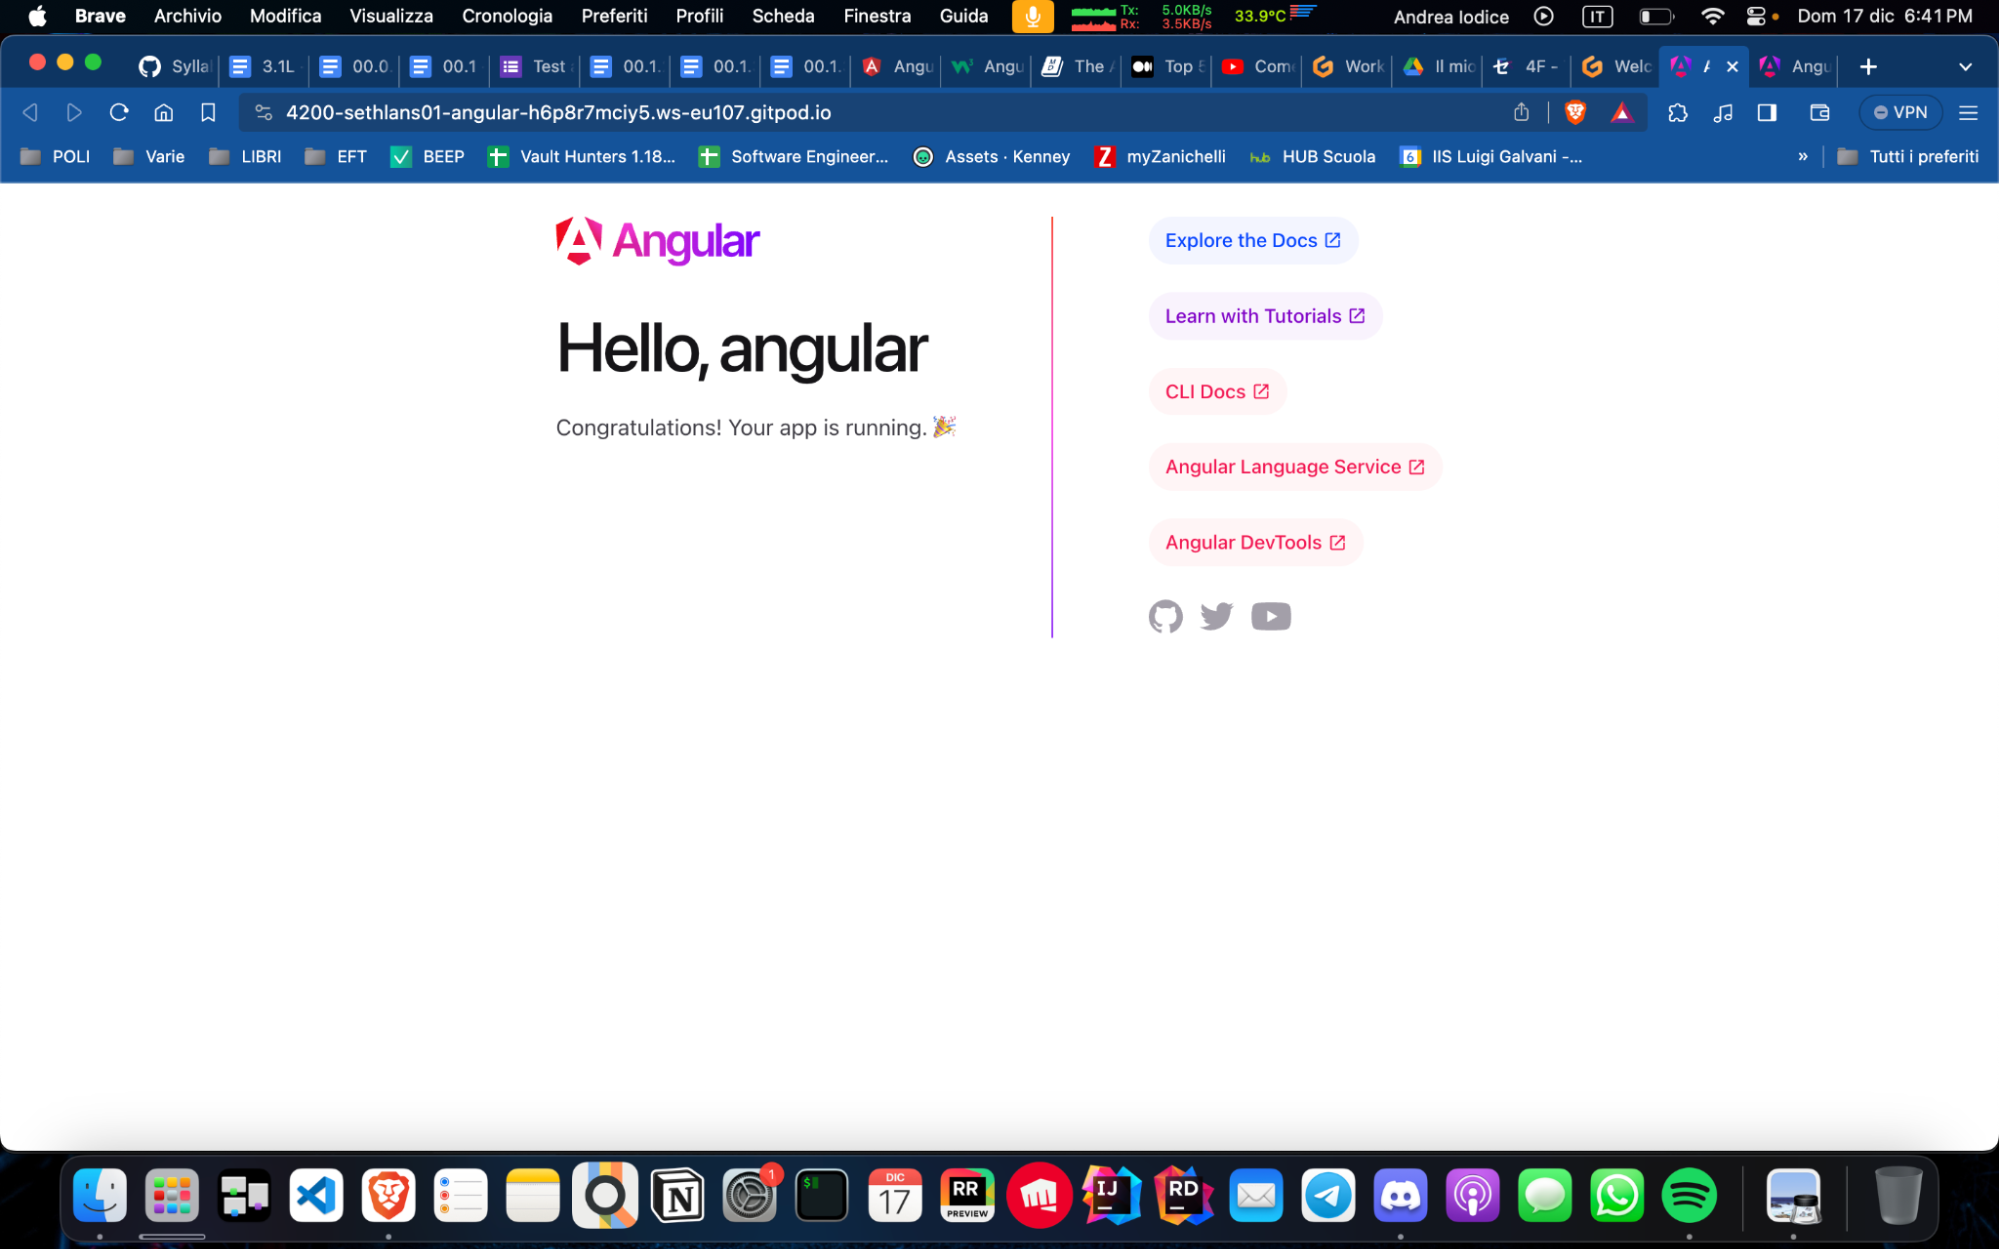 Brave Archivio Modifica Visualizza Cronologia Preferiti Profili Scheda Finestra Guida Tx: 5.0KB/s 33.9°C Andrea Iodice IT Dom 17 dic 6:41 PM
Rx: 3.5KB/s
Sylla 3.1L 00.0 00.1 Test 00.1. 00.1. 00.1. Angu Angu The Top Com Work Il mio 4F - Welc Angu
4200-sethlans01-angular-h6p8r7mciy5.ws-eu107.gitpod.io VPN
POLI Varie LIBRI EFT BEEP Vault Hunters 1.18... Software Engineer... Assets · Kenney Z myZanichelli hub HUB Scuola 6 IIS Luigi Galvani -... » Tutti i preferiti
Angular
Hello, angular
Congratulations! Your app is running. 🎉
Explore the Docs
Learn with Tutorials
CLI Docs
Angular Language Service
Angular DevTools
1
DIC
17
RR
PREVIEW
IJ
RD
$